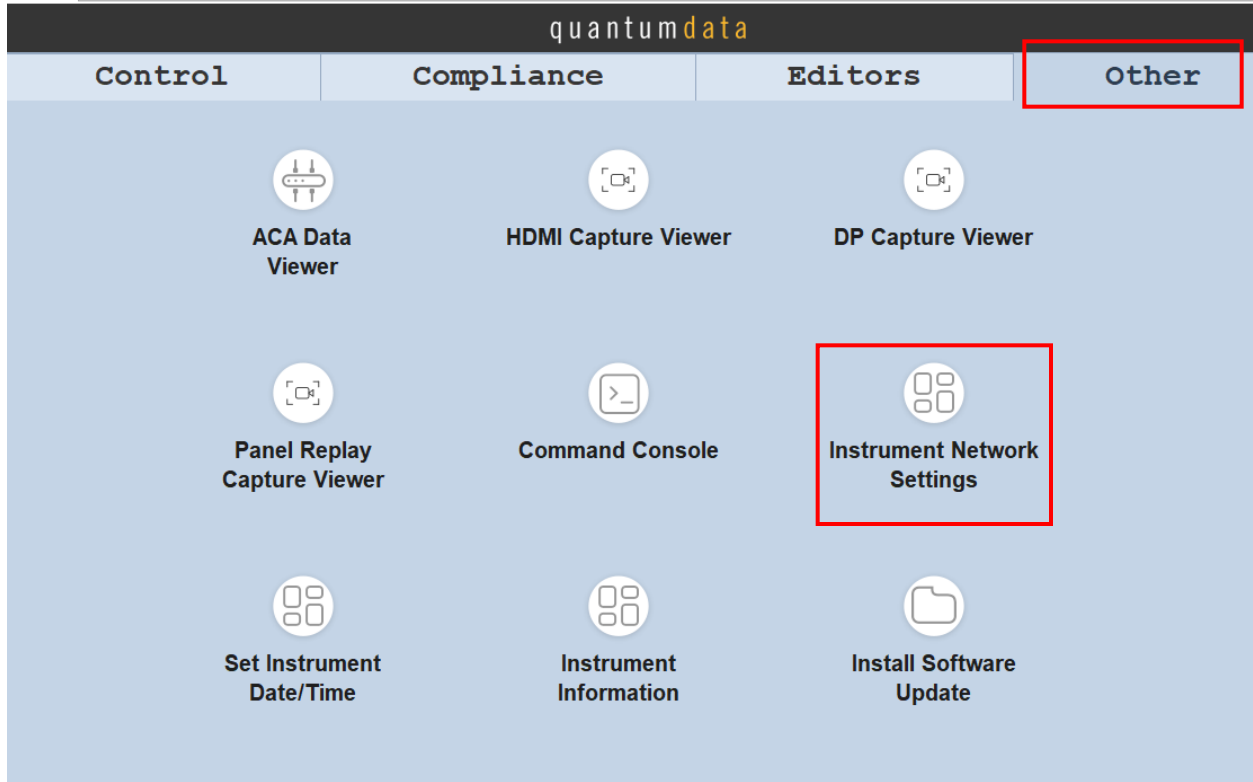 quantumdata
Control Compliance Editors Other
ACA Data
Viewer
HDMI Capture Viewer
DP Capture Viewer
Panel Replay
Capture Viewer
Command Console
Instrument Network
Settings
Set Instrument
Date/Time
Instrument
Information
Install Software
Update